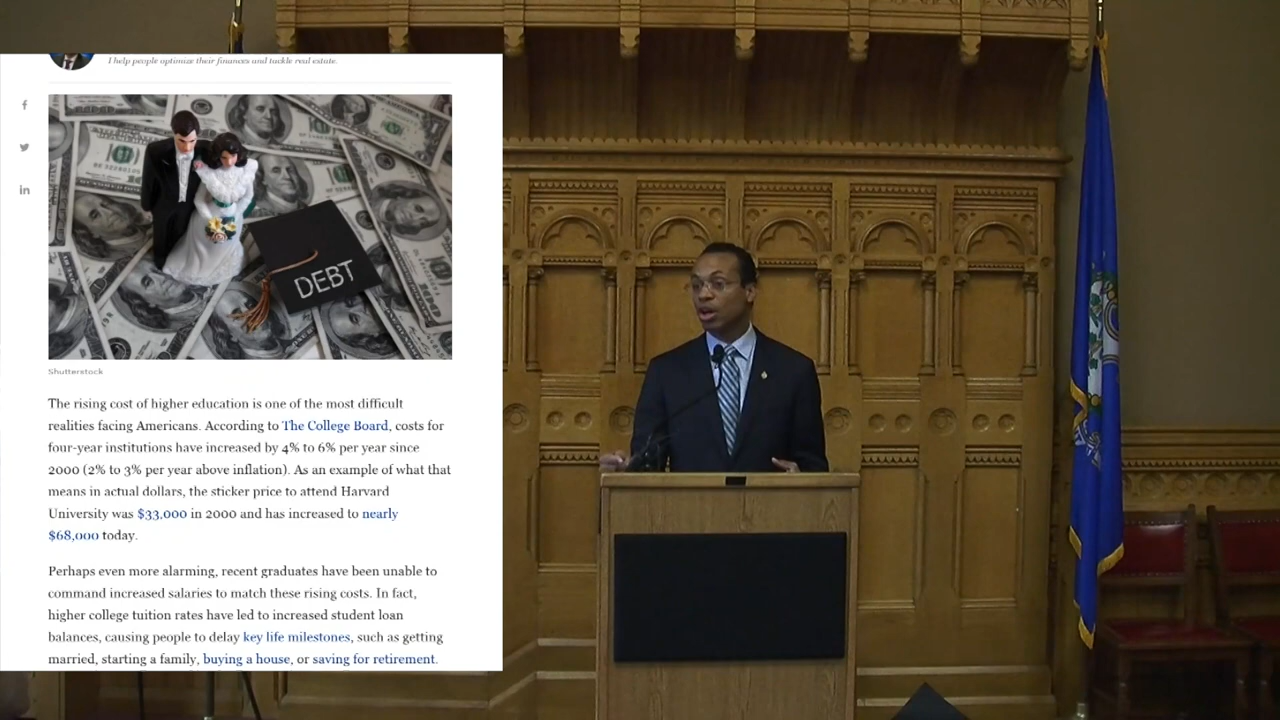 I help people optimize their finances and tackle real estate.
DEBT
Shutterstock
The rising cost of higher education is one of the most difficult
realities facing Americans. According to The College Board, costs for
four-year institutions have increased by 4% to 6% per year since
2000 (2% to 3% per year above inflation). As an example of what that
means in actual dollars, the sticker price to attend Harvard
University was $33,000 in 2000 and has increased to nearly
$68,000 today.
Perhaps even more alarming, recent graduates have been unable to
command increased salaries to match these rising costs. In fact,
higher college tuition rates have led to increased student loan
balances, causing people to delay key life milestones, such as getting
married, starting a family, buying a house, or saving for retirement.